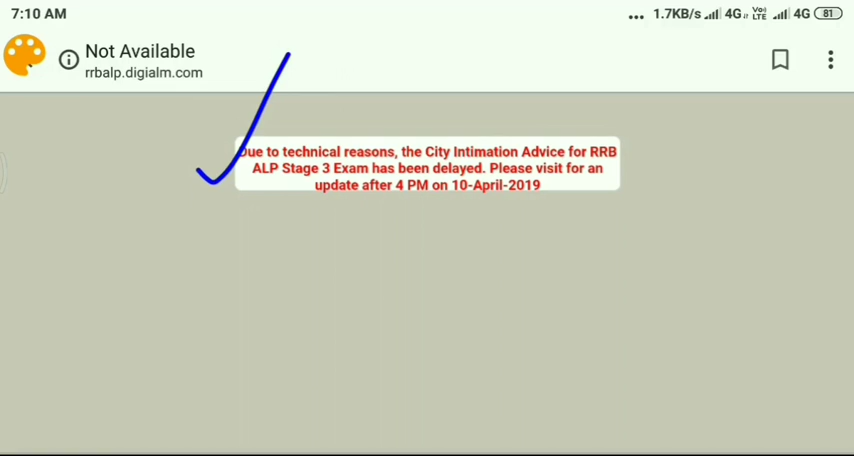 7:10 AM
... 1.7KB/s 4G Vo) LTE 4G 81
Not Available
rrbalp.digialm.com
Due to technical reasons, the City Intimation Advice for RRB
ALP Stage 3 Exam has been delayed. Please visit for an
update after 4 PM on 10-April-2019